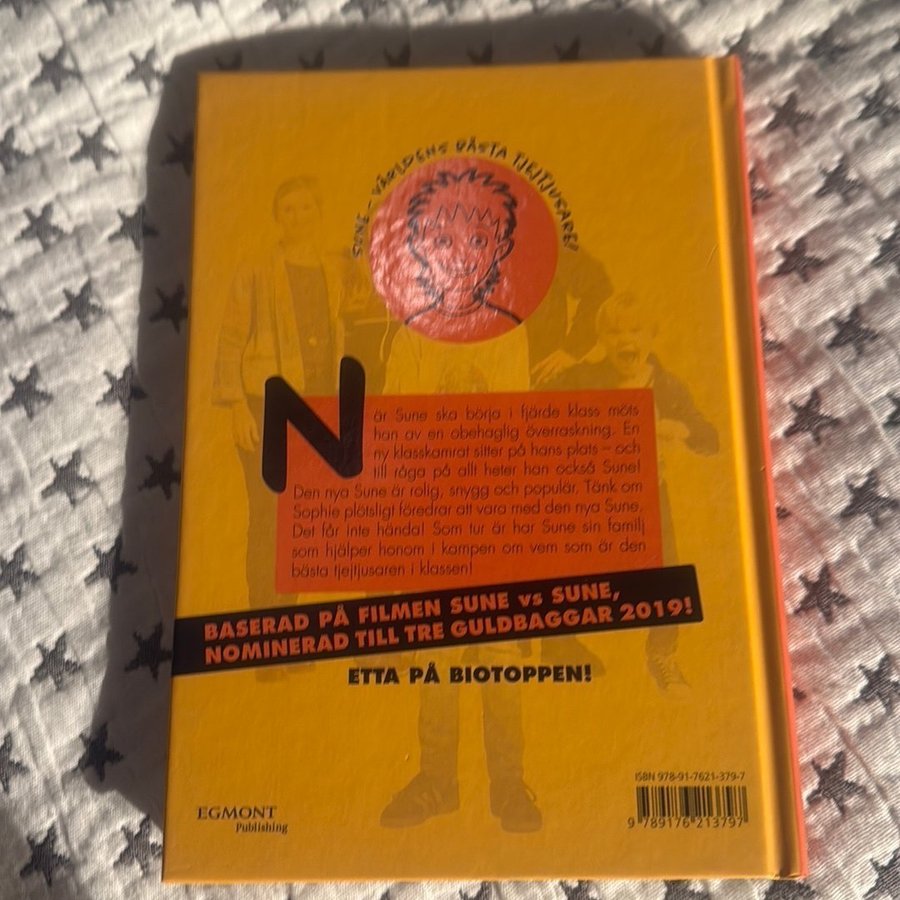 SUNE - VÄRLDENS BÄSTA TJEJTJUSARE!
När Sune ska börja i fjärde klass möts
han av en obehaglig överraskning. En
ny klasskamrat sitter på hans plats – och
till råga på allt heter han också Sune!
Den nya Sune är rolig, snygg och populär. Tänk om
Sophie plötsligt föredrar att vara med den nya Sune.
Det får inte hända! Som tur är har Sune sin familj
som hjälper honom i kampen om vem som är den
bästa tjejtjusaren i klassen!
BASERAD PÅ FILMEN SUNE vs SUNE,
NOMINERAD TILL TRE GULDBAGGAR 2019!
ETTA PÅ BIOTOPPEN!
EGMONT
Publishing
ISBN 978-91-7621-379-7
9 789176 213797